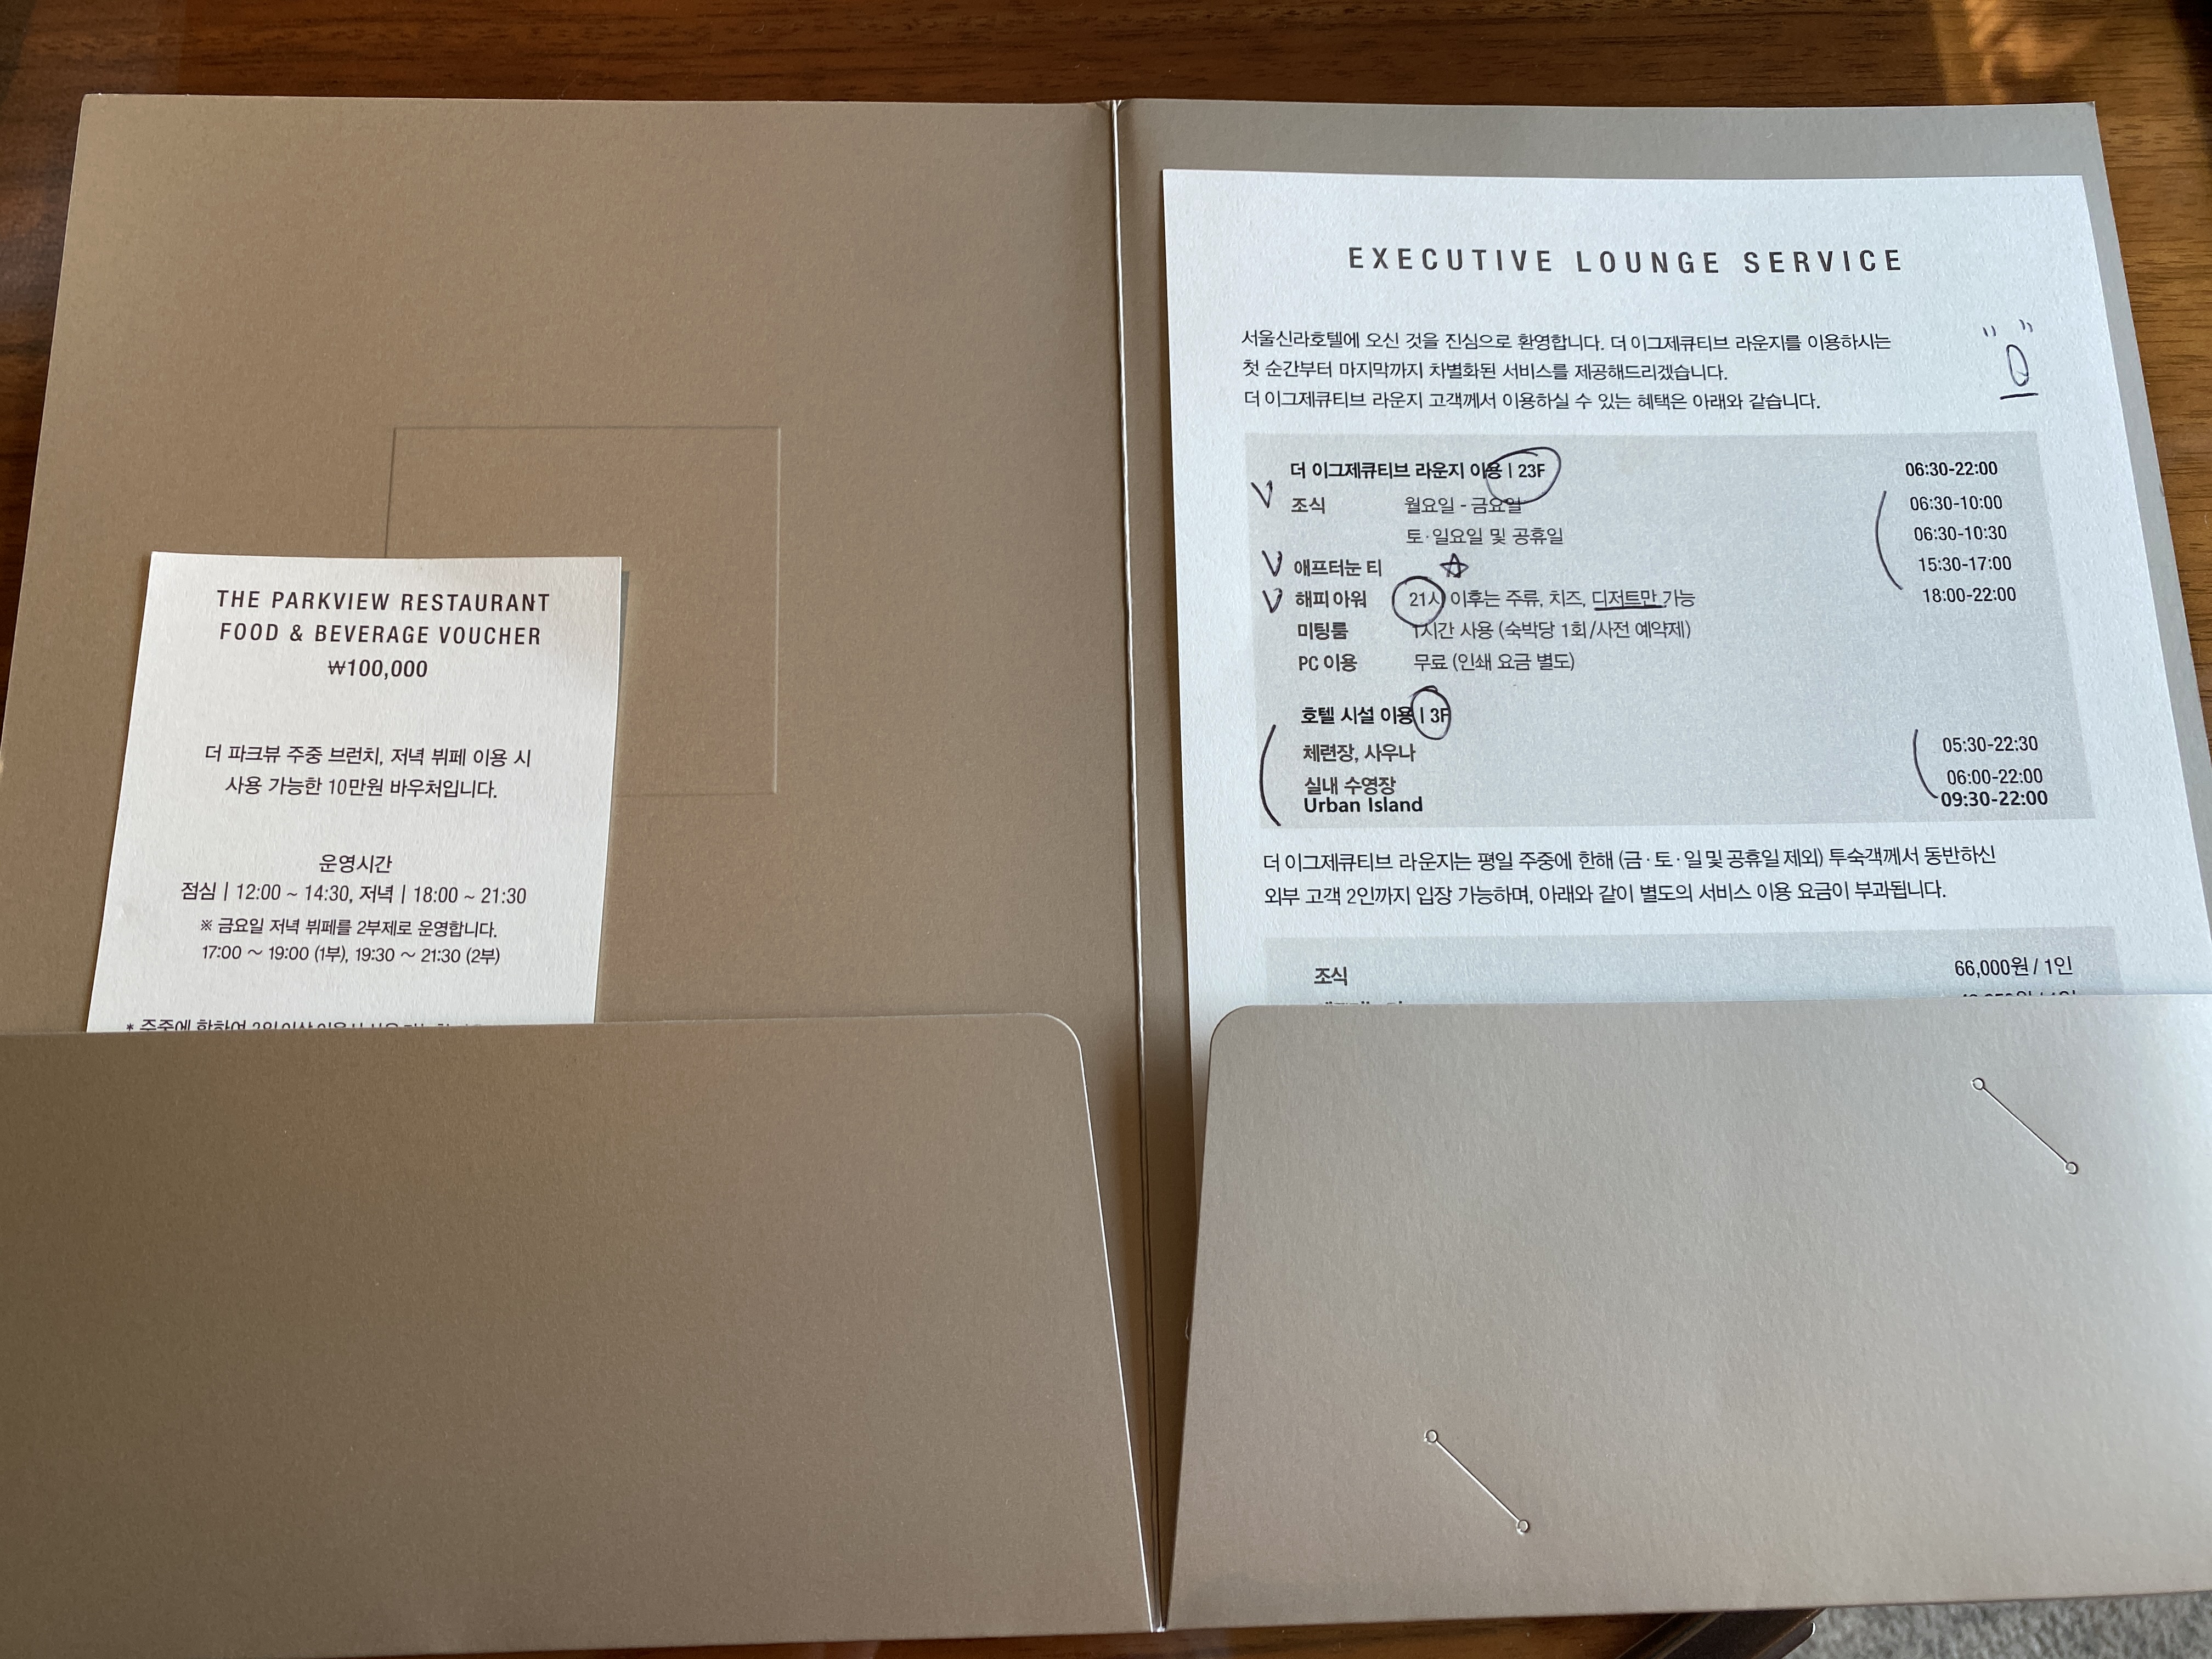 THE PARKVIEW RESTAURANT
FOOD & BEVERAGE VOUCHER
₩100,000
더 파크뷰 주중 브런치, 저녁 뷔페 이용 시
사용 가능한 10만원 바우처입니다.
운영시간
점심 | 12:00 ~ 14:30, 저녁 | 18:00 ~ 21:30
※ 금요일 저녁 뷔페를 2부제로 운영합니다.
17:00 ~ 19:00 (1부), 19:30 ~ 21:30 (2부)
* 주중에 한하여
EXECUTIVE LOUNGE SERVICE
서울신라호텔에 오신 것을 진심으로 환영합니다. 더 이그제큐티브 라운지를 이용하시는
첫 순간부터 마지막까지 차별화된 서비스를 제공해드리겠습니다.
더 이그제큐티브 라운지 고객께서 이용하실 수 있는 혜택은 아래와 같습니다.
더 이그제큐티브 라운지 이용 | 23F 06:30-22:00
조식 월요일 - 금요일 06:30-10:00
토·일요일 및 공휴일 06:30-10:30
애프터눈 티 15:30-17:00
해피 아워 21시 이후는 주류, 치즈, 디저트만 가능 18:00-22:00
미팅룸 1시간 사용 (숙박당 1회/사전 예약제)
PC 이용 무료 (인쇄 요금 별도)
호텔 시설 이용 | 3F
체련장, 사우나 05:30-22:30
실내 수영장 06:00-22:00
Urban Island 09:30-22:00
더 이그제큐티브 라운지는 평일 주중에 한해 (금·토·일 및 공휴일 제외) 투숙객께서 동반하신
외부 고객 2인까지 입장 가능하며, 아래와 같이 별도의 서비스 이용 요금이 부과됩니다.
조식 66,000원 / 1인